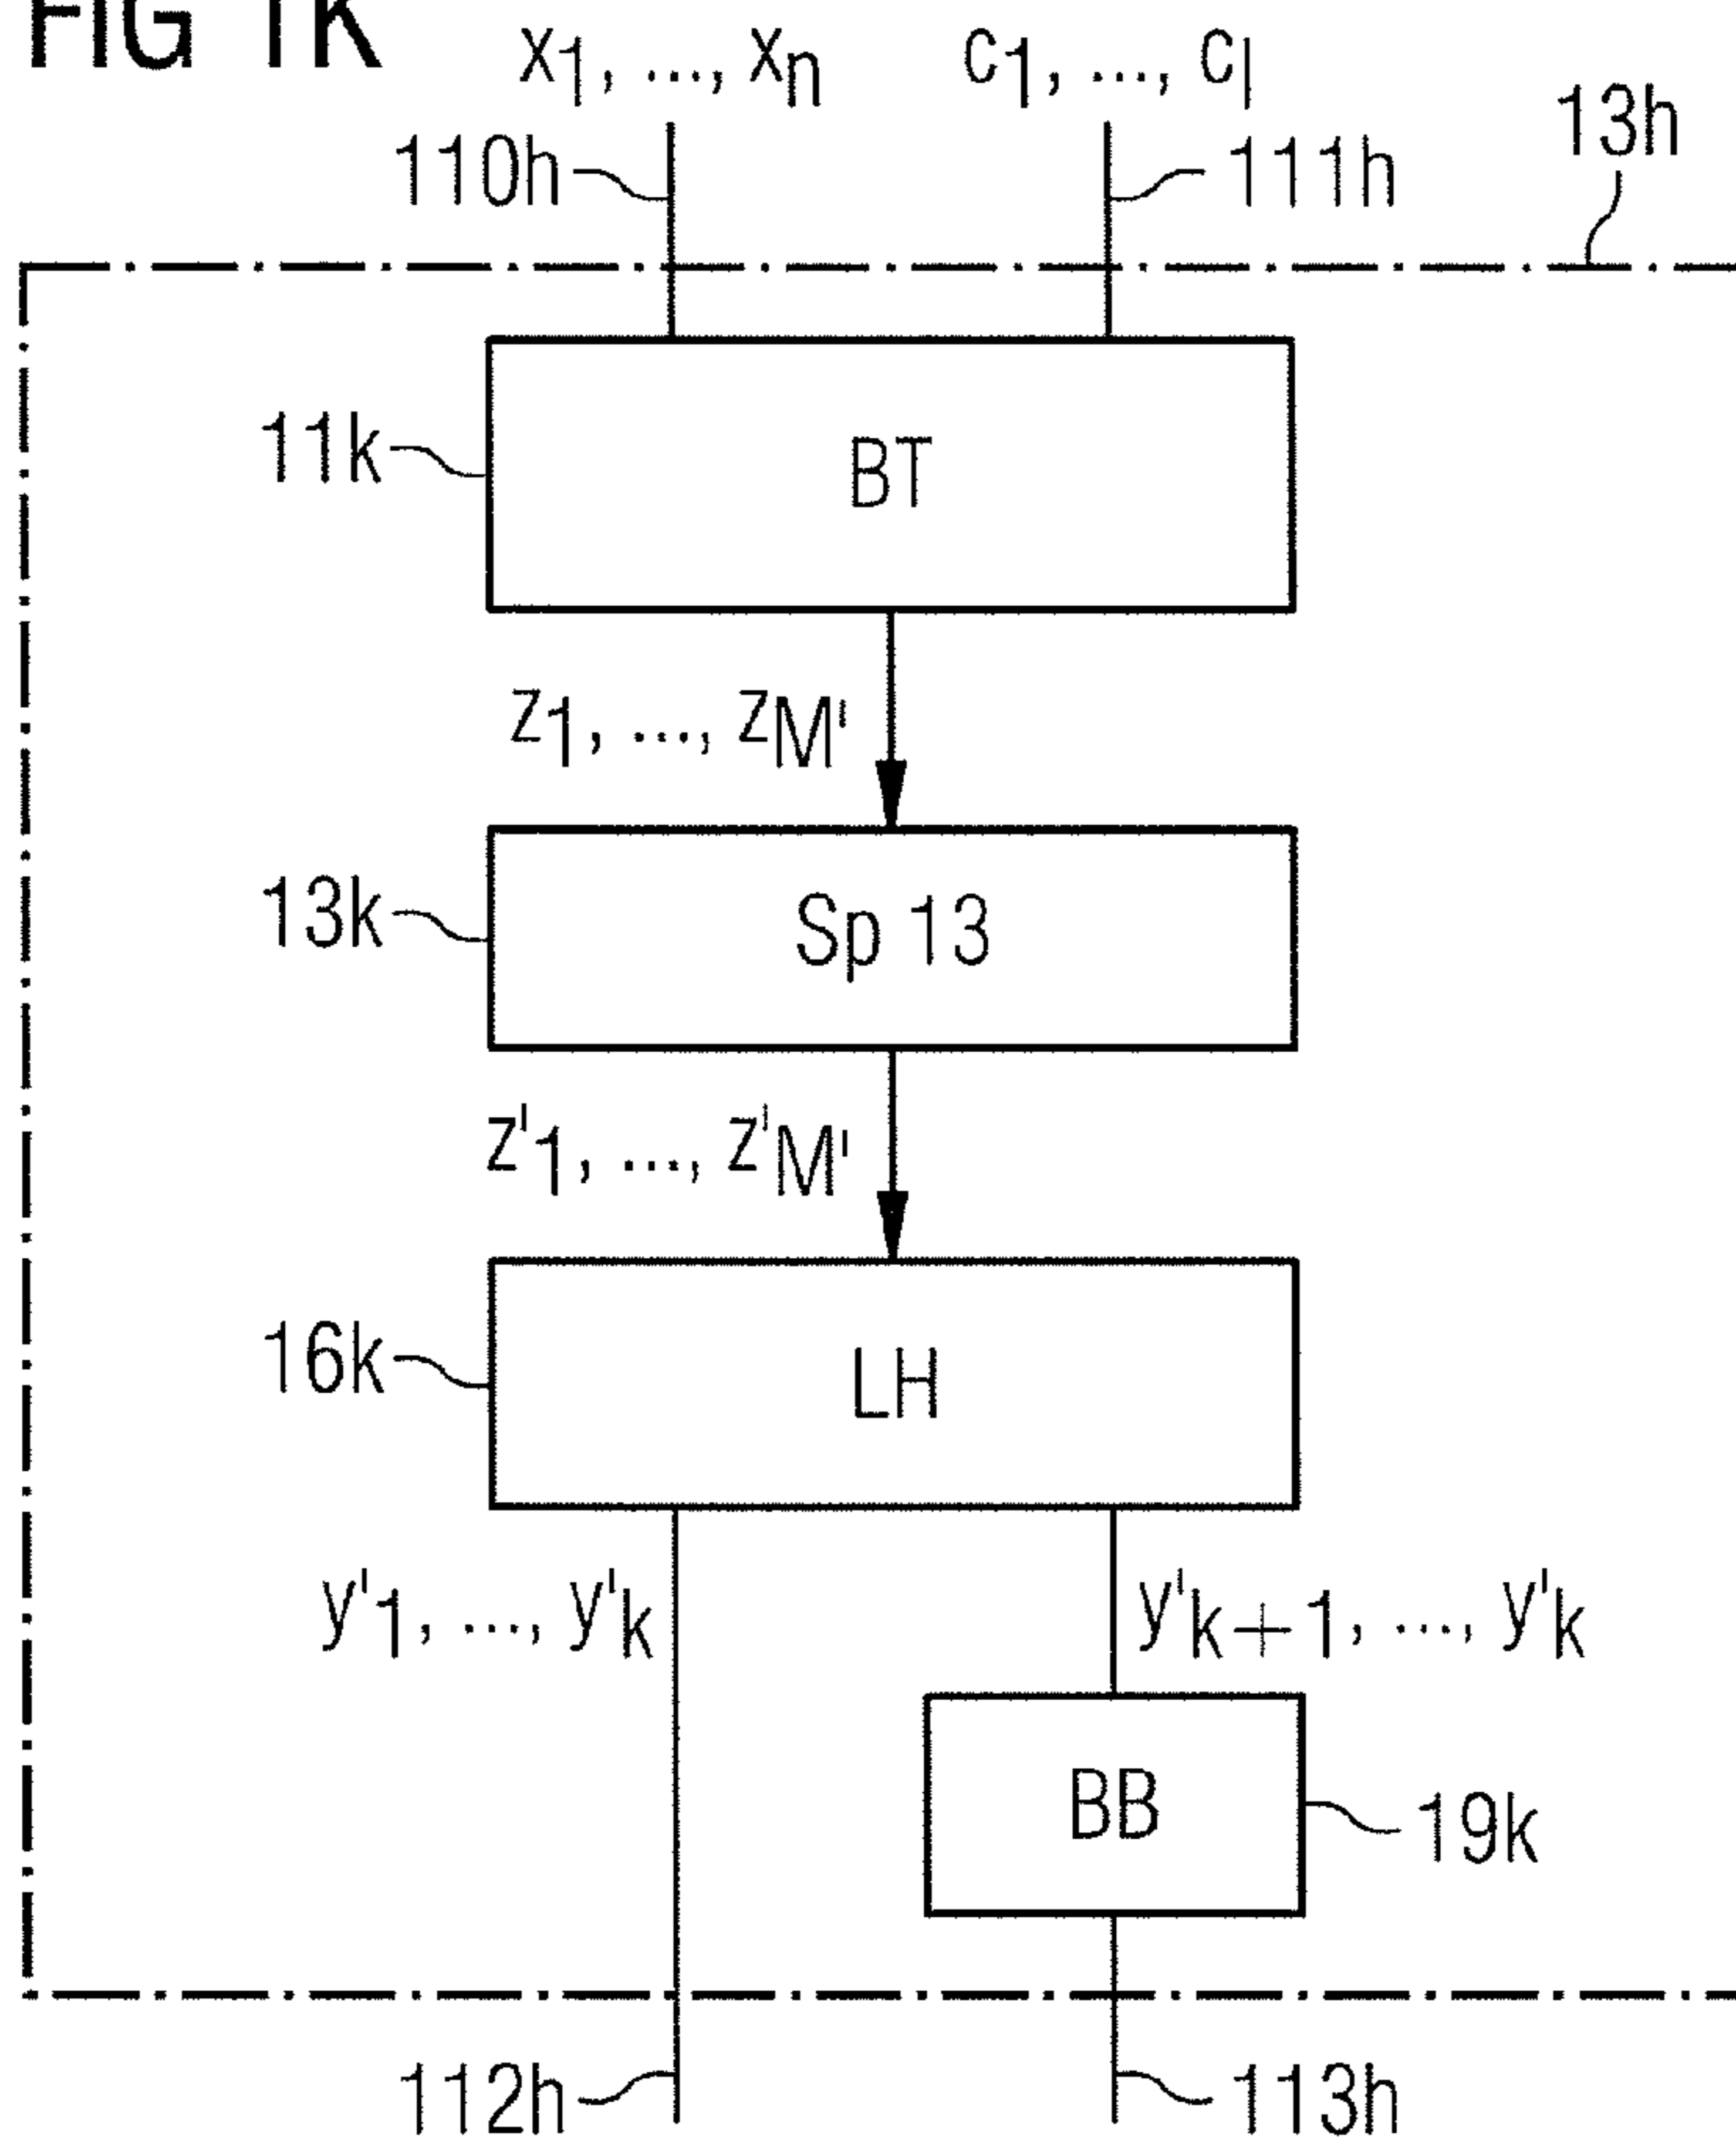 FIG 1K
x1, ..., xn
c1, ..., cl
13h
110h
111h
11k
BT
z1, ..., zM'
13k
Sp 13
z'1, ..., z'M'
16k
LH
y'1, ..., y'k
y'k+1, ..., y'k
BB
19k
112h
113h